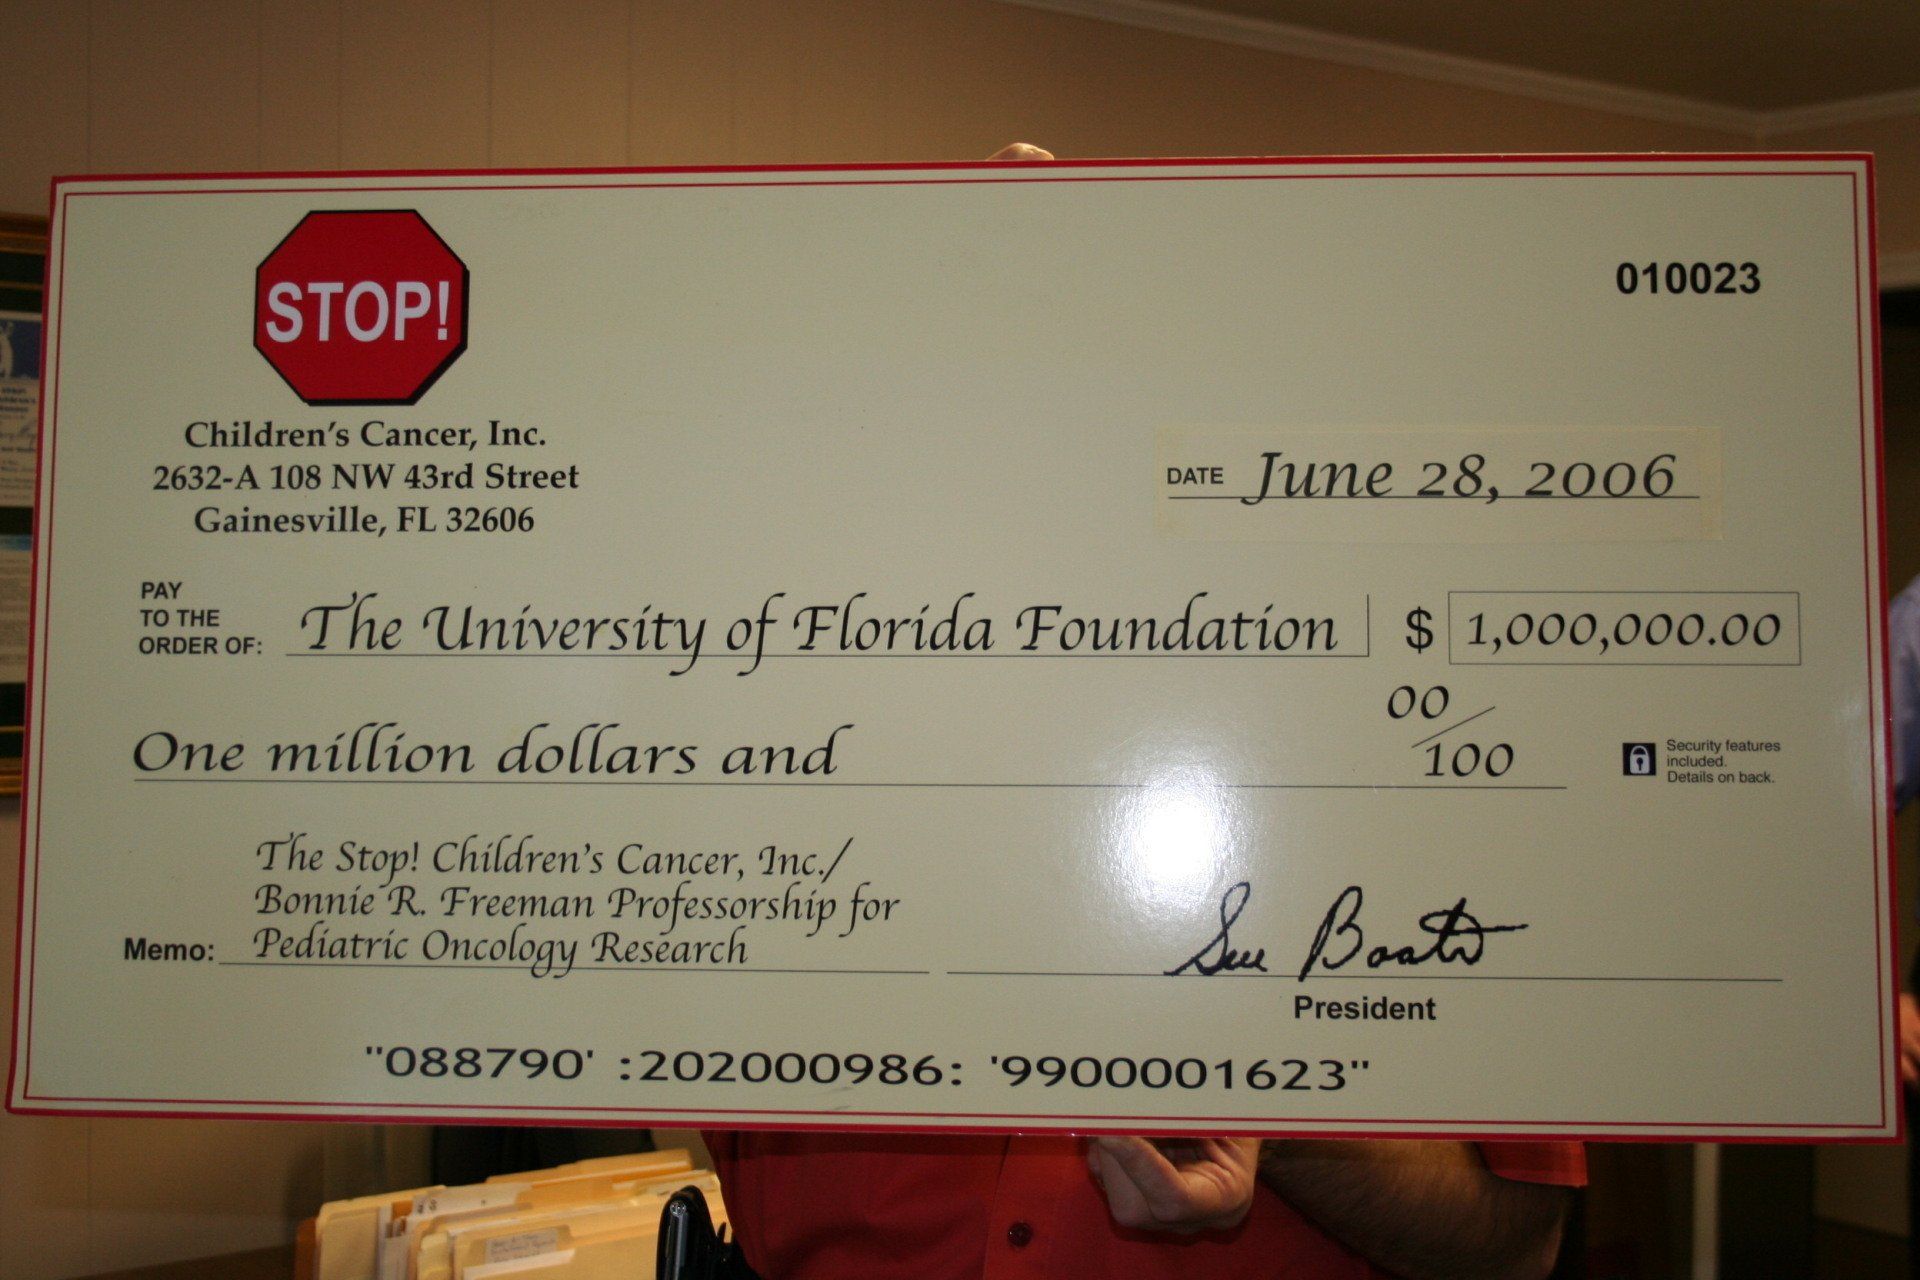 STOP!
010023
Children's Cancer, Inc.
2632-A 108 NW 43rd Street
Gainesville, FL 32606
DATE June 28, 2006
PAY
TO THE
ORDER OF: The University of Florida Foundation $ 1,000,000.00
One million dollars and 00/100
Security features
included.
Details on back.
The Stop! Children's Cancer, Inc./
Bonnie R. Freeman Professorship for
Memo: Pediatric Oncology Research
Sue Boato
President
"088790' :202000986: '9900001623"